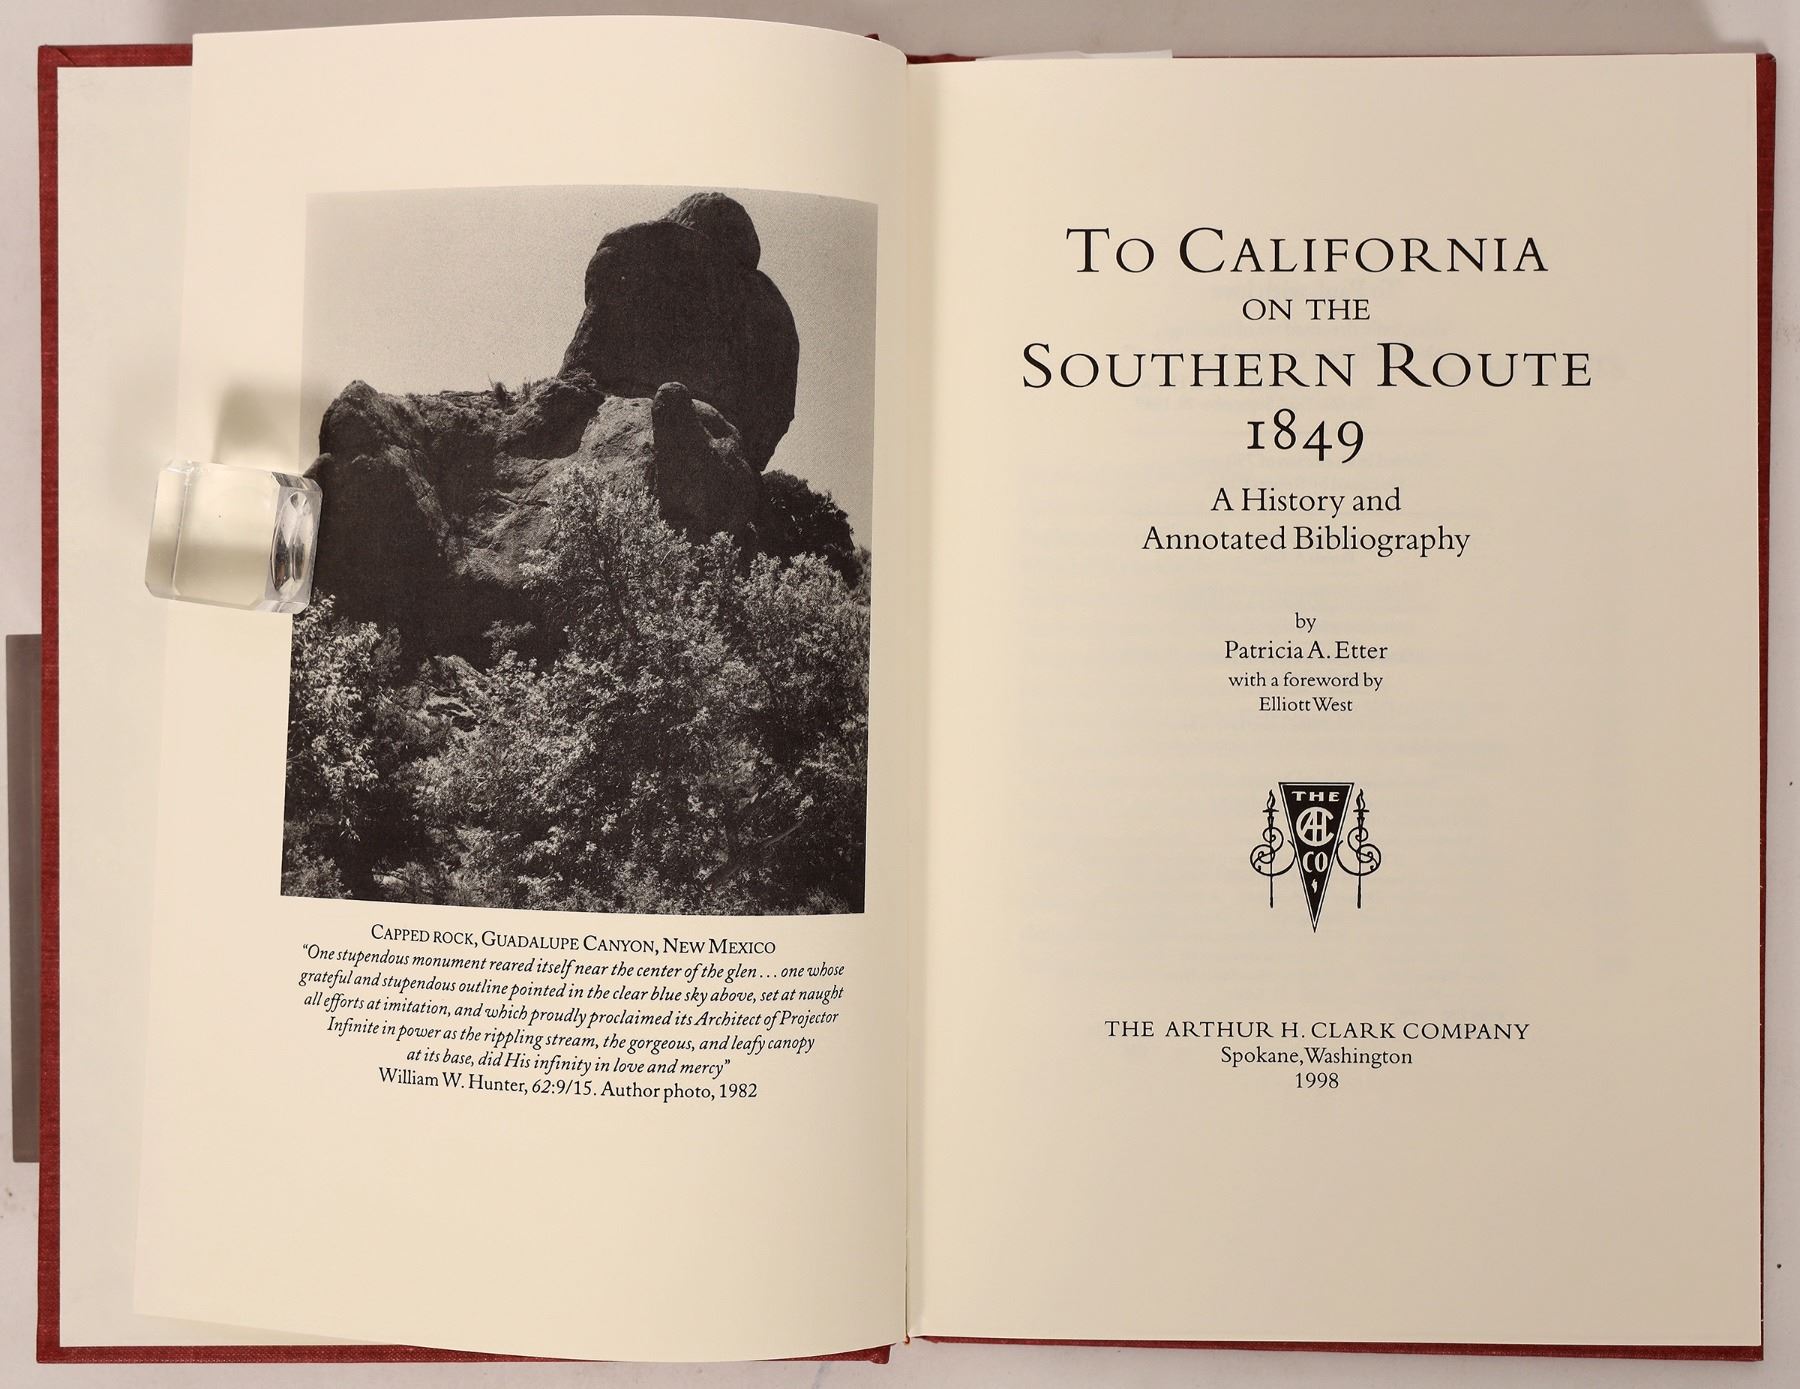 CAPPED ROCK, GUADALUPE CANYON, NEW MEXICO
“One stupendous monument reared itself near the center of the glen . . . one whose
grateful and stupendous outline pointed in the clear blue sky above, set at naught
all efforts at imitation, and which proudly proclaimed its Architect of Projector
Infinite in power as the rippling stream, the gorgeous, and leafy canopy
at its base, did His infinity in love and mercy”
William W. Hunter, 62:9/15. Author photo, 1982
TO CALIFORNIA
ON THE
SOUTHERN ROUTE
1849
A History and
Annotated Bibliography
by
Patricia A. Etter
with a foreword by
Elliott West
THE
AHC
CO
THE ARTHUR H. CLARK COMPANY
Spokane, Washington
1998